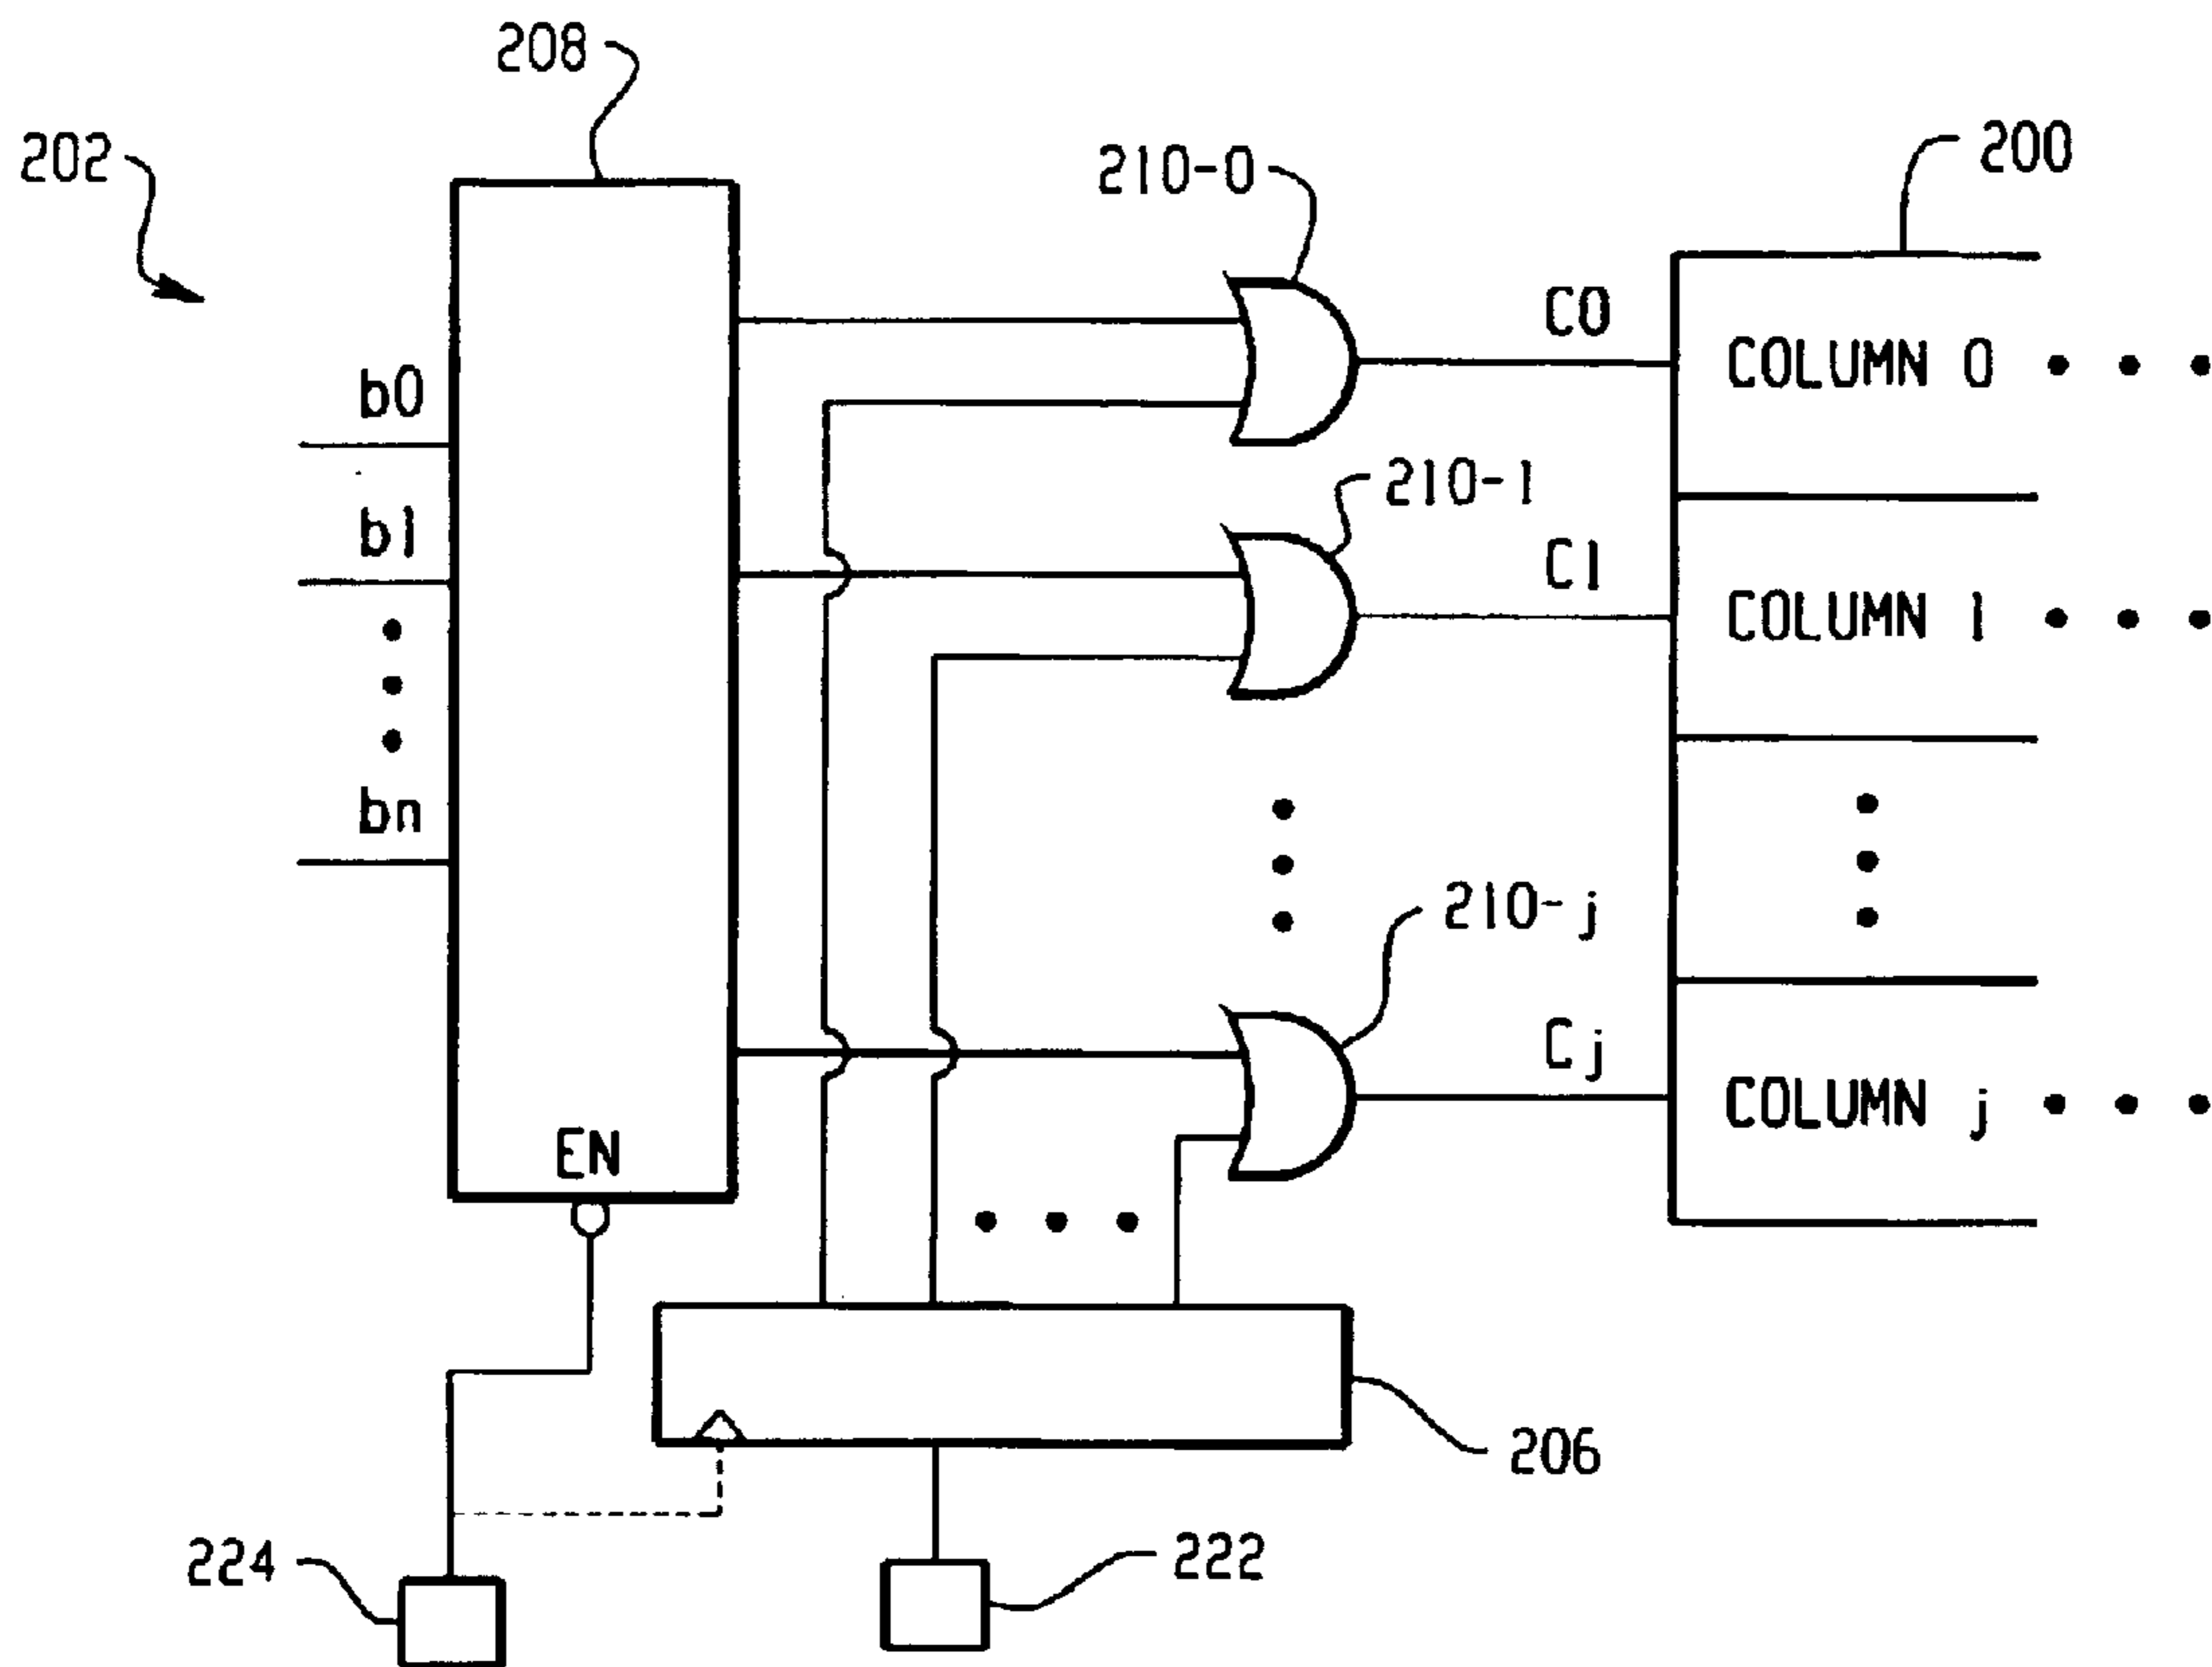 208
202
210-0
200
b0
C0
COLUMN 0
210-1
b1
C1
COLUMN 1
bn
210-j
Cj
COLUMN j
EN
206
224
222